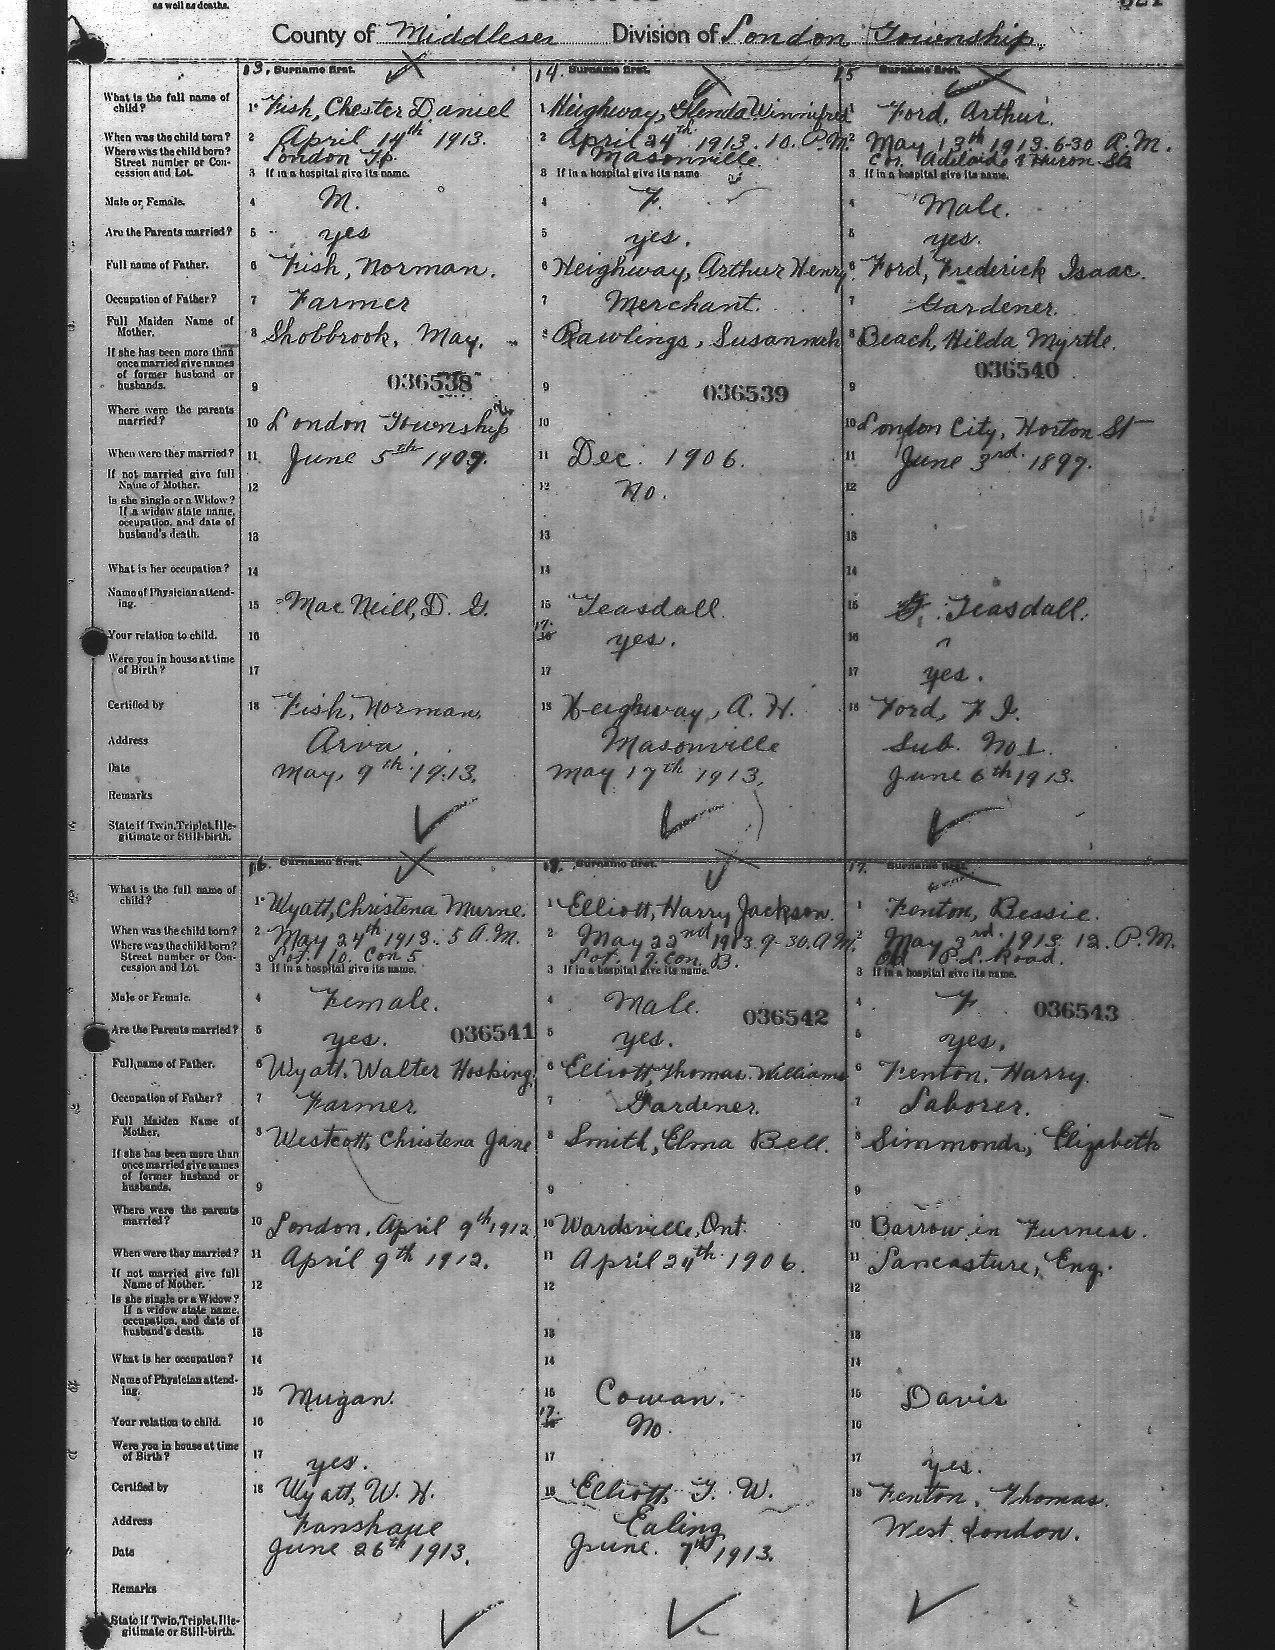 as well as deaths.
County of Middlesex Division of London Township.
13. Surname first.
What is the full name of child? 1 Fish, Chester Daniel
When was the child born? 2 April 14th 1913.
Where was the child born? Street number or Concession and Lot. London Tp.
3 If in a hospital give its name.
Male or Female. 4 M.
Are the Parents married? 5 yes
Full name of Father. 6 Fish, Norman.
Occupation of Father? 7 Farmer
Full Maiden Name of Mother. 8 Shobbrook, May.
If she has been more than once married give names of former husband or husbands. 9
036538
Where were the parents married? 10 London Township
When were they married? 11 June 5th 1909.
If not married give full Name of Mother. 12
Is she single or a Widow? If a widow state name, occupation, and date of husband's death. 13
What is her occupation? 14
Name of Physician attending. 15 MacNeill, D. G.
Your relation to child. 16
Were you in house at time of Birth? 17
Certified by 18 Fish, Norman.
Address Arva.
Date May, 9th 1913.
Remarks
State if Twin, Triplet, Illegitimate or Still-birth.
14. Surname first.
1 Heighway, Glenda Winnifred
2 April 24th 1913. 10. P.M.
Masonville
3 If in a hospital give its name
4 F.
5 yes.
6 Heighway, Arthur Henry
7 Merchant.
8 Rawlings, Susannah
9
036539
10
11 Dec. 1906.
12 No.
13
14
15 Teasdall.
17. 16 yes.
17
18 Heighway, A. H.
Masonville
May 17th 1913.
15 Surname first.
1 Ford, Arthur.
2 May 13th 1913. 6-30 A.M.
Cor. Adelaide & Huron Sts
3 If in a hospital give its name.
4 Male.
5 yes.
6 Ford, Frederick Isaac.
7 Gardener.
8 Beach, Hilda Myrtle.
036540
9
10 London City, Horton St
11 June 3rd. 1897.
12
13
14
15 Teasdall.
16
17 yes.
18 Ford, F. I.
Sub. No 1.
June 6th 1913.
16. Surname first.
What is the full name of child? 1 Wyatt, Christena Murne.
When was the child born? 2 May 24th 1913. 5 A.M.
Where was the child born? Street number or Concession and Lot. Lot. 10. Con 5
3 If in a hospital give its name.
Male or Female. 4 Female.
Are the Parents married? 5 yes.
036541
Full name of Father. 6 Wyatt. Walter Hosking.
Occupation of Father? 7 Farmer.
Full Maiden Name of Mother. 8 Westcott, Christena Jane
If she has been more than once married give names of former husband or husbands. 9
Where were the parents married? 10 London. April 9th 1912
When were they married? 11 April 9th 1912.
If not married give full Name of Mother. 12
Is she single or a Widow? If a widow state name, occupation, and date of husband's death. 13
What is her occupation? 14
Name of Physician attending. 15 Mugan.
Your relation to child. 16
Were you in house at time of Birth? 17 yes.
Certified by 18 Wyatt, W. H.
Address Fanshape
Date June 26th 1913.
Remarks
State if Twin, Triplet, Illegitimate or Still-birth.
Surname first.
1 Elliott, Harry Jackson.
2 May 22nd 1913. 9-30. A.M.
Lot. 9. Con. B.
3 If in a hospital give its name.
4 Male.
036542
5 yes.
6 Elliott, Thomas. Williams
7 Gardener.
8 Smith, Elma Bell.
9
10 Wardsville, Ont.
11 April 24th 1906.
12
13
14
15 Cowan.
17. 16 No.
17
18 Elliott, T. W.
Ealing
June. 7th 1913.
Surname first.
1 Fenton, Bessie.
2 May 3rd. 1913. 12. P.M.
P. L. Road.
3 If in a hospital give its name.
4 F
036543
5 yes.
6 Fenton. Harry.
7 Laborer.
8 Simmonds, Elizabeth
9
10 Barrow in Furness.
11 Lancasture, Eng.
12
13
14
15 Davis
16
17 yes.
18 Fenton, Thomas.
West London.